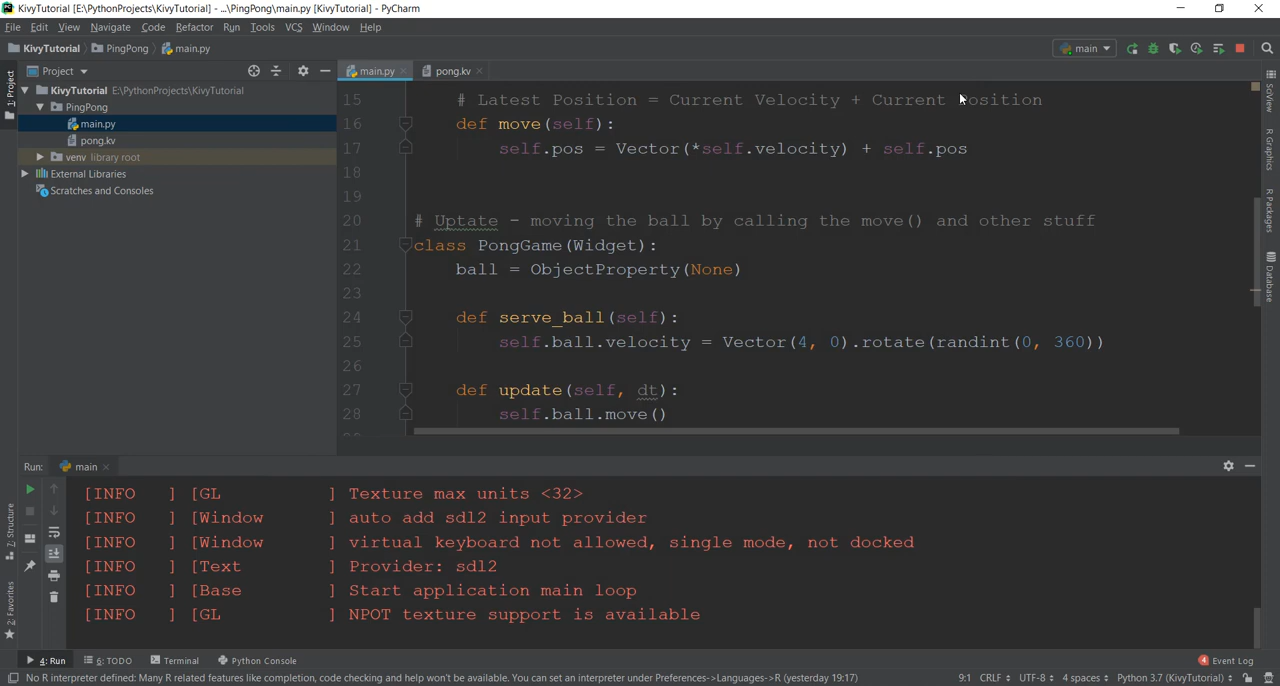 KivyTutorial [E:\PythonProjects\KivyTutorial] - ...\PingPong\main.py [KivyTutorial] - PyCharm
File Edit View Navigate Code Refactor Run Tools VCS Window Help
KivyTutorial PingPong main.py main
Project main.py pong.kv
KivyTutorial E:\PythonProjects\KivyTutorial
PingPong
main.py
pong.kv
venv library root
External Libraries
Scratches and Consoles
1: Project
15 # Latest Position = Current Velocity + Current Position
16 def move(self):
17 self.pos = Vector(*self.velocity) + self.pos
18
19
20 # Uptate - moving the ball by calling the move() and other stuff
21 class PongGame(Widget):
22 ball = ObjectProperty(None)
23
24 def serve_ball(self):
25 self.ball.velocity = Vector(4, 0).rotate(randint(0, 360))
26
27 def update(self, dt):
28 self.ball.move()
SciView
R Graphics
R Packages
Database
Run: main
[INFO ] [GL ] Texture max units <32>
[INFO ] [Window ] auto add sdl2 input provider
[INFO ] [Window ] virtual keyboard not allowed, single mode, not docked
[INFO ] [Text ] Provider: sdl2
[INFO ] [Base ] Start application main loop
[INFO ] [GL ] NPOT texture support is available
7: Structure
2: Favorites
4: Run 6: TODO Terminal Python Console 4 Event Log
No R interpreter defined: Many R related features like completion, code checking and help won't be available. You can set an interpreter under Preferences->Languages->R (yesterday 19:17) 9:1 CRLF UTF-8 4 spaces Python 3.7 (KivyTutorial)